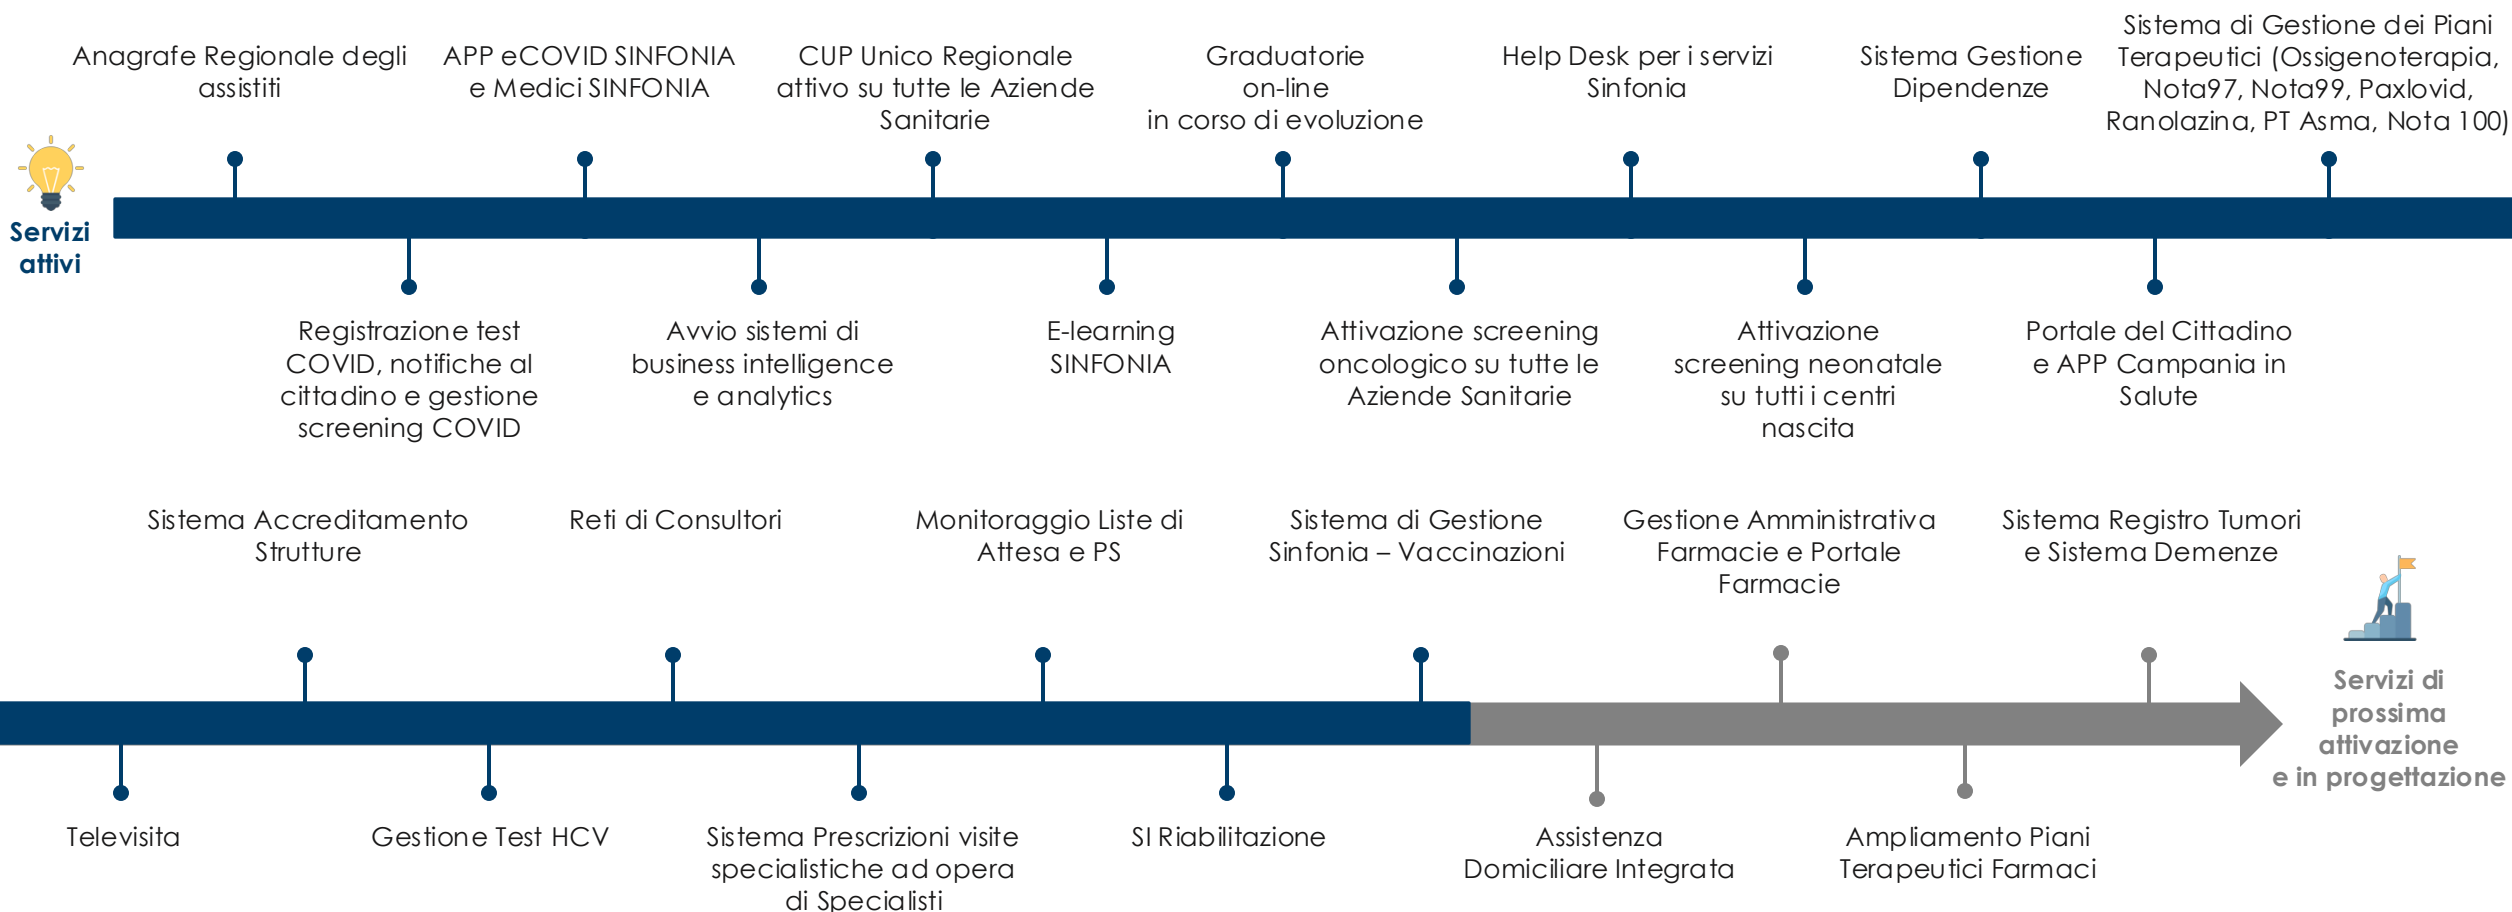 Anagrafe Regionale degli
assistiti
APP eCOVID SINFONIA
e Medici SINFONIA
CUP Unico Regionale
attivo su tutte le Aziende
Sanitarie
Graduatorie
on-line
in corso di evoluzione
Help Desk per i servizi
Sinfonia
Sistema Gestione
Dipendenze
Sistema di Gestione dei Piani
Terapeutici (Ossigenoterapia,
Nota97, Nota99, Paxlovid,
Ranolazina, PT Asma, Nota 100)
Servizi
attivi
Registrazione test
COVID, notifiche al
cittadino e gestione
screening COVID
Avvio sistemi di
business intelligence
e analytics
E-learning
SINFONIA
Attivazione screening
oncologico su tutte le
Aziende Sanitarie
Attivazione
screening neonatale
su tutti i centri
nascita
Portale del Cittadino
e APP Campania in
Salute
Sistema Accreditamento
Strutture
Reti di Consultori
Monitoraggio Liste di
Attesa e PS
Sistema di Gestione
Sinfonia – Vaccinazioni
Gestione Amministrativa
Farmacie e Portale
Farmacie
Sistema Registro Tumori
e Sistema Demenze
Servizi di
prossima
attivazione
e in progettazione
Televisita
Gestione Test HCV
Sistema Prescrizioni visite
specialistiche ad opera
di Specialisti
SI Riabilitazione
Assistenza
Domiciliare Integrata
Ampliamento Piani
Terapeutici Farmaci